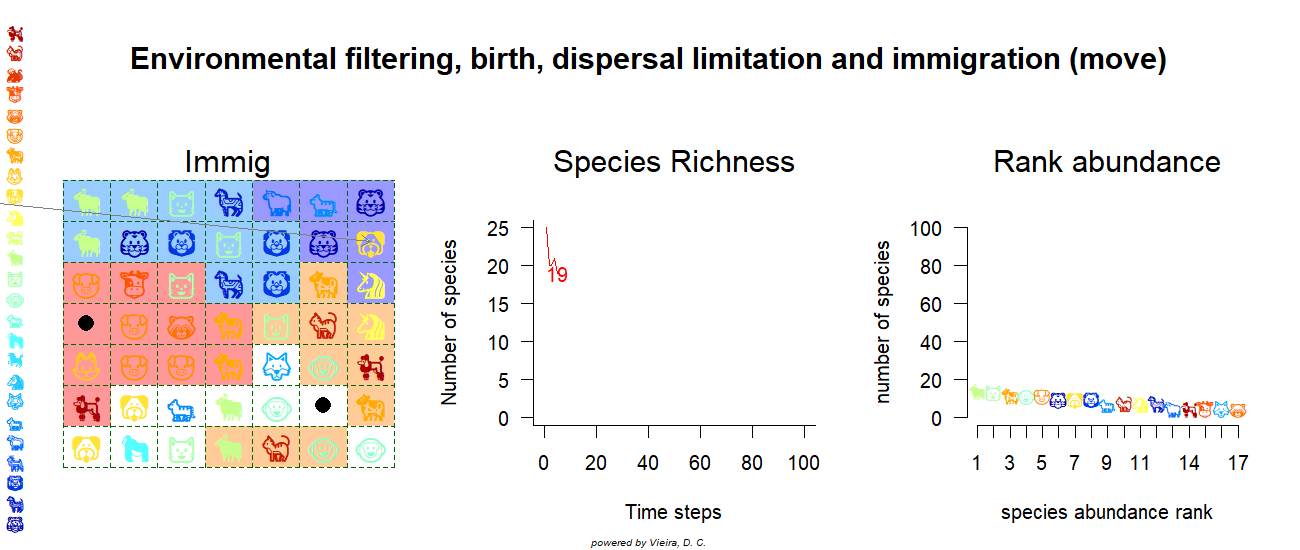 Environmental filtering, birth, dispersal limitation and immigration (move)
Immig
Species Richness
Number of species
25
20
15
10
5
0
19
0 20 40 60 80 100
Time steps
Rank abundance
number of species
100
80
60
40
20
0
1 3 5 7 9 11 14 17
species abundance rank
powered by Vieira, D. C.